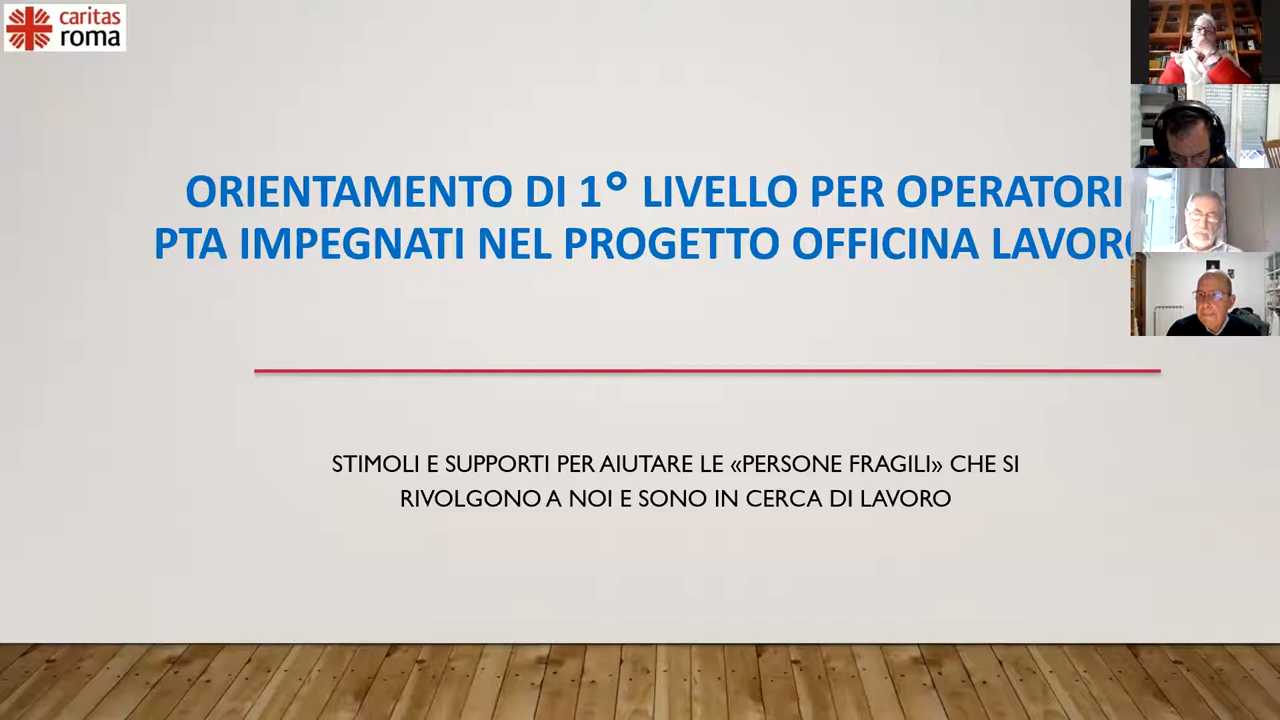 caritas
roma
ORIENTAMENTO DI 1° LIVELLO PER OPERATORI
PTA IMPEGNATI NEL PROGETTO OFFICINA LAVORO
STIMOLI E SUPPORTI PER AIUTARE LE «PERSONE FRAGILI» CHE SI
RIVOLGONO A NOI E SONO IN CERCA DI LAVORO